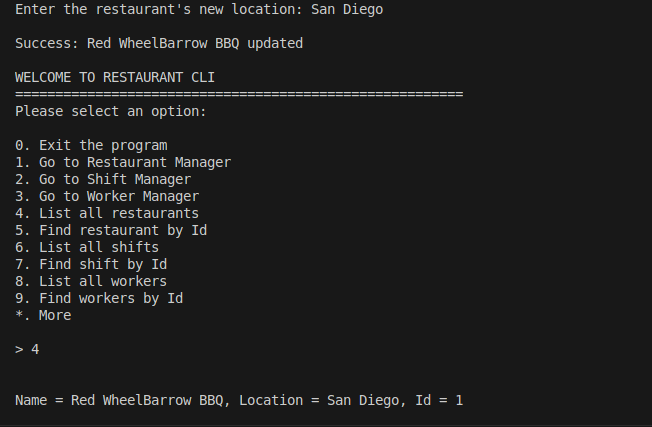 Enter the restaurant's new location: San Diego
Success: Red WheelBarrow BBQ updated
WELCOME TO RESTAURANT CLI
========================================================
Please select an option:
0. Exit the program
1. Go to Restaurant Manager
2. Go to Shift Manager
3. Go to Worker Manager
4. List all restaurants
5. Find restaurant by Id
6. List all shifts
7. Find shift by Id
8. List all workers
9. Find workers by Id
*. More
> 4
Name = Red WheelBarrow BBQ, Location = San Diego, Id = 1